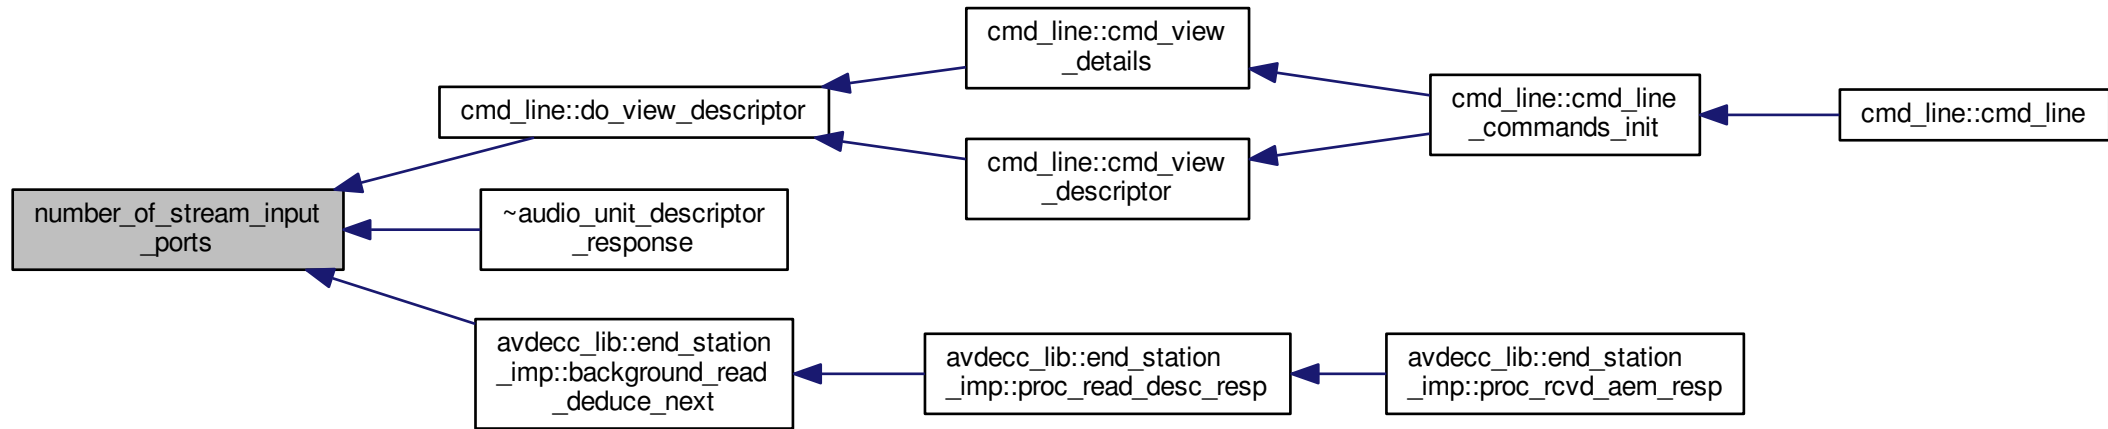 number_of_stream_input
_ports
cmd_line::do_view_descriptor
cmd_line::cmd_view
_details
cmd_line::cmd_line
_commands_init
cmd_line::cmd_line
cmd_line::cmd_view
_descriptor
~audio_unit_descriptor
_response
avdecc_lib::end_station
_imp::background_read
_deduce_next
avdecc_lib::end_station
_imp::proc_read_desc_resp
avdecc_lib::end_station
_imp::proc_rcvd_aem_resp